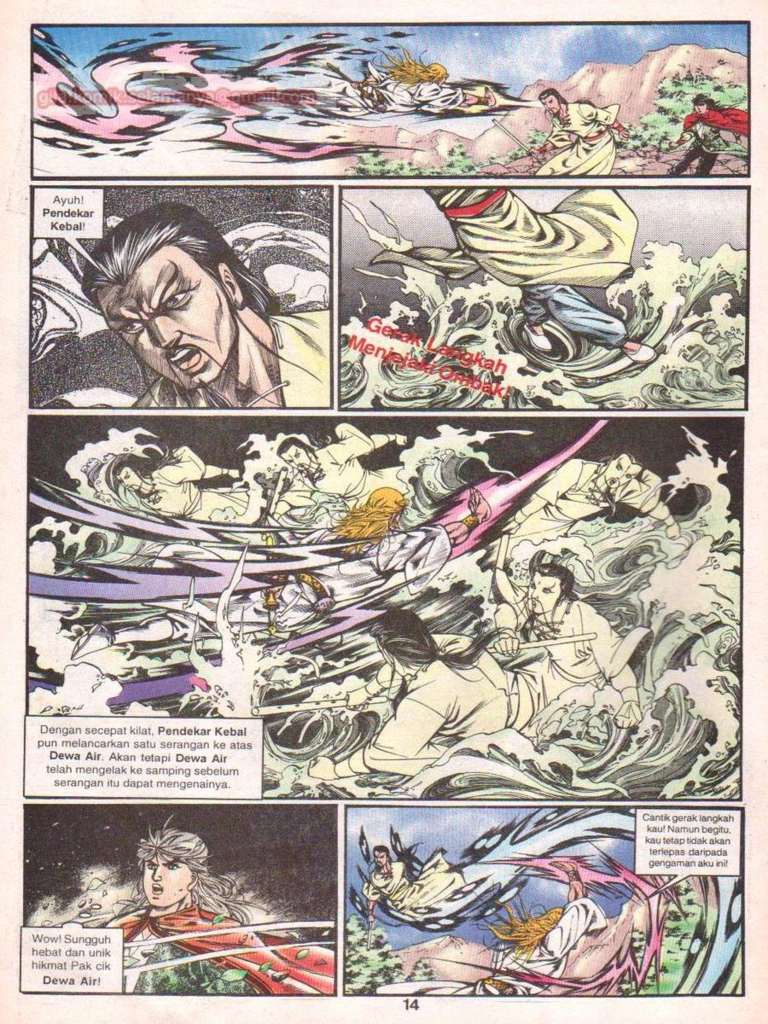 Ayuh!
Pendekar
Kebal!
Gerak Langkah
Menjejaki Ombak!
Dengan secepat kilat, Pendekar Kebal
pun melancarkan satu serangan ke atas
Dewa Air. Akan tetapi Dewa Air
telah mengelak ke samping sebelum
serangan itu dapat mengenainya.
Wow! Sungguh
hebat dan unik
hikmat Pak cik
Dewa Air!
Cantik gerak langkah
kau! Namun begitu,
kau tetap tidak akan
terlepas daripada
gengaman aku ini!
14